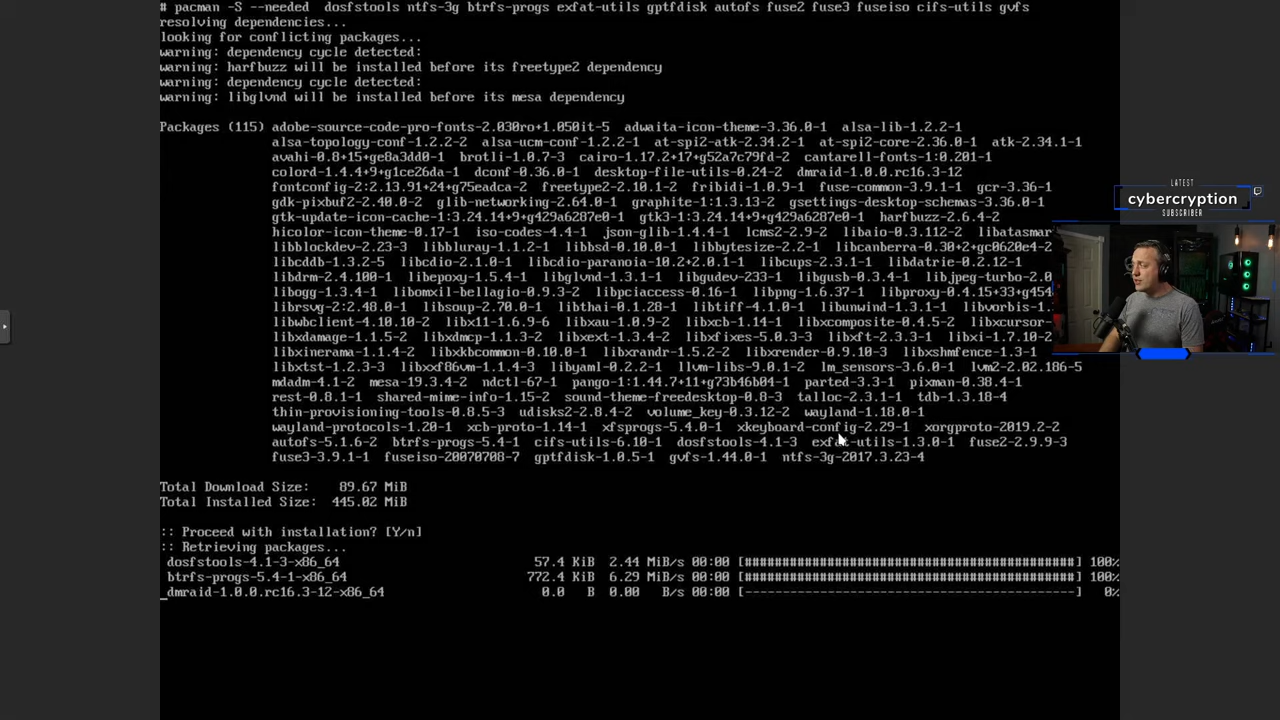 # pacman -S --needed  dosfstools ntfs-3g btrfs-progs exfat-utils gptfdisk autofs fuse2 fuse3 fuseiso cifs-utils gvfs
resolving dependencies...
looking for conflicting packages...
warning: dependency cycle detected:
warning: harfbuzz will be installed before its freetype2 dependency
warning: dependency cycle detected:
warning: libglvnd will be installed before its mesa dependency
Packages (115) adobe-source-code-pro-fonts-2.030ro+1.050it-5  adwaita-icon-theme-3.36.0-1  alsa-lib-1.2.2-1
alsa-topology-conf-1.2.2-2  alsa-ucm-conf-1.2.2-1  at-spi2-atk-2.34.2-1  at-spi2-core-2.36.0-1  atk-2.34.1-1
avahi-0.8+15+ge8a3dd0-1  brotli-1.0.7-3  cairo-1.17.2+17+g52a7c79fd-2  cantarell-fonts-1:0.201-1
colord-1.4.4+9+g1ce26da-1  dconf-0.36.0-1  desktop-file-utils-0.24-2  dmraid-1.0.0.rc16.3-12
fontconfig-2:2.13.91+24+g75eadca-2  freetype2-2.10.1-2  fribidi-1.0.9-1  fuse-common-3.9.1-1  gcr-3.36-1
gdk-pixbuf2-2.40.0-2  glib-networking-2.64.0-1  graphite-1:1.3.13-2  gsettings-desktop-schemas-3.36.0-1
gtk-update-icon-cache-1:3.24.14+9+g429a6287e0-1  gtk3-1:3.24.14+9+g429a6287e0-1  harfbuzz-2.6.4-2
hicolor-icon-theme-0.17-1  iso-codes-4.4-1  json-glib-1.4.4-1  lcms2-2.9-2  libaio-0.3.112-2  libatasmar
libblockdev-2.23-3  libbluray-1.1.2-1  libbsd-0.10.0-1  libbytesize-2.2-1  libcanberra-0.30+2+gc0620e4-2
libcddb-1.3.2-5  libcdio-2.1.0-1  libcdio-paranoia-10.2+2.0.1-1  libcups-2.3.1-1  libdatrie-0.2.12-1
libdrm-2.4.100-1  libepoxy-1.5.4-1  libglvnd-1.3.1-1  libgudev-233-1  libgusb-0.3.4-1  libjpeg-turbo-2.0
libogg-1.3.4-1  libomxil-bellagio-0.9.3-2  libpciaccess-0.16-1  libpng-1.6.37-1  libproxy-0.4.15+33+g454
librsvg-2:2.48.0-1  libsoup-2.70.0-1  libthai-0.1.28-1  libtiff-4.1.0-1  libunwind-1.3.1-1  libvorbis-1.
libwbclient-4.10.10-2  libx11-1.6.9-6  libxau-1.0.9-2  libxcb-1.14-1  libxcomposite-0.4.5-2  libxcursor-
libxdamage-1.1.5-2  libxdmcp-1.1.3-2  libxext-1.3.4-2  libxfixes-5.0.3-3  libxft-2.3.3-1  libxi-1.7.10-2
libxinerama-1.1.4-2  libxkbcommon-0.10.0-1  libxrandr-1.5.2-2  libxrender-0.9.10-3  libxshmfence-1.3-1
libxtst-1.2.3-3  libxxf86vm-1.1.4-3  libyaml-0.2.2-1  llvm-libs-9.0.1-2  lm_sensors-3.6.0-1  lvm2-2.02.186-5
mdadm-4.1-2  mesa-19.3.4-2  ndctl-67-1  pango-1:1.44.7+11+g73b46b04-1  parted-3.3-1  pixman-0.38.4-1
rest-0.8.1-1  shared-mime-info-1.15-2  sound-theme-freedesktop-0.8-3  talloc-2.3.1-1  tdb-1.3.18-4
thin-provisioning-tools-0.8.5-3  udisks2-2.8.4-2  volume_key-0.3.12-2  wayland-1.18.0-1
wayland-protocols-1.20-1  xcb-proto-1.14-1  xfsprogs-5.4.0-1  xkeyboard-config-2.29-1  xorgproto-2019.2-2
autofs-5.1.6-2  btrfs-progs-5.4-1  cifs-utils-6.10-1  dosfstools-4.1-3  exfat-utils-1.3.0-1  fuse2-2.9.9-3
fuse3-3.9.1-1  fuseiso-20070708-7  gptfdisk-1.0.5-1  gvfs-1.44.0-1  ntfs-3g-2017.3.23-4
Total Download Size:    89.67 MiB
Total Installed Size:  445.02 MiB
:: Proceed with installation? [Y/n]
:: Retrieving packages...
dosfstools-4.1-3-x86_64  57.4 KiB  2.44 MiB/s 00:00 [############################################] 100%
btrfs-progs-5.4-1-x86_64  772.4 KiB  6.29 MiB/s 00:00 [############################################] 100%
_dmraid-1.0.0.rc16.3-12-x86_64  0.0   B  0.00   B/s 00:00 [--------------------------------------------]   0%
LATEST
cybercryption
SUBSCRIBER